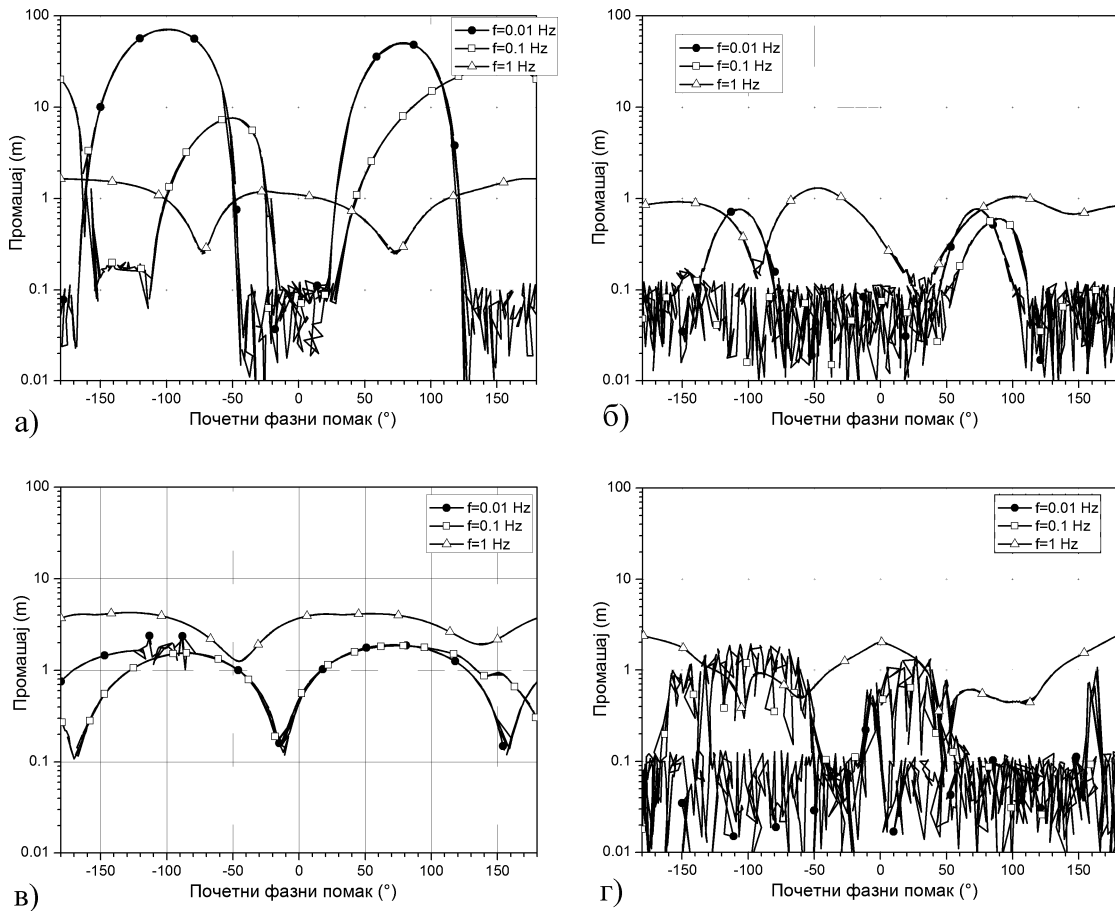 100
10
1
0.1
0.01
Промашај (m)
f=0.01 Hz
f=0.1 Hz
f=1 Hz
-150 -100 -50 0 50 100 150
Почетни фазни помак (°)
а)
100
10
1
0.1
0.01
Промашај (m)
f=0.01 Hz
f=0.1 Hz
f=1 Hz
-150 -100 -50 0 50 100 150
Почетни фазни помак (°)
б)
100
10
1
0.1
0.01
Промашај (m)
f=0.01 Hz
f=0.1 Hz
f=1 Hz
-150 -100 -50 0 50 100 150
Почетни фазни помак (°)
в)
100
10
1
0.1
0.01
Промашај (m)
f=0.01 Hz
f=0.1 Hz
f=1 Hz
-150 -100 -50 0 50 100 150
Почетни фазни помак (°)
г)